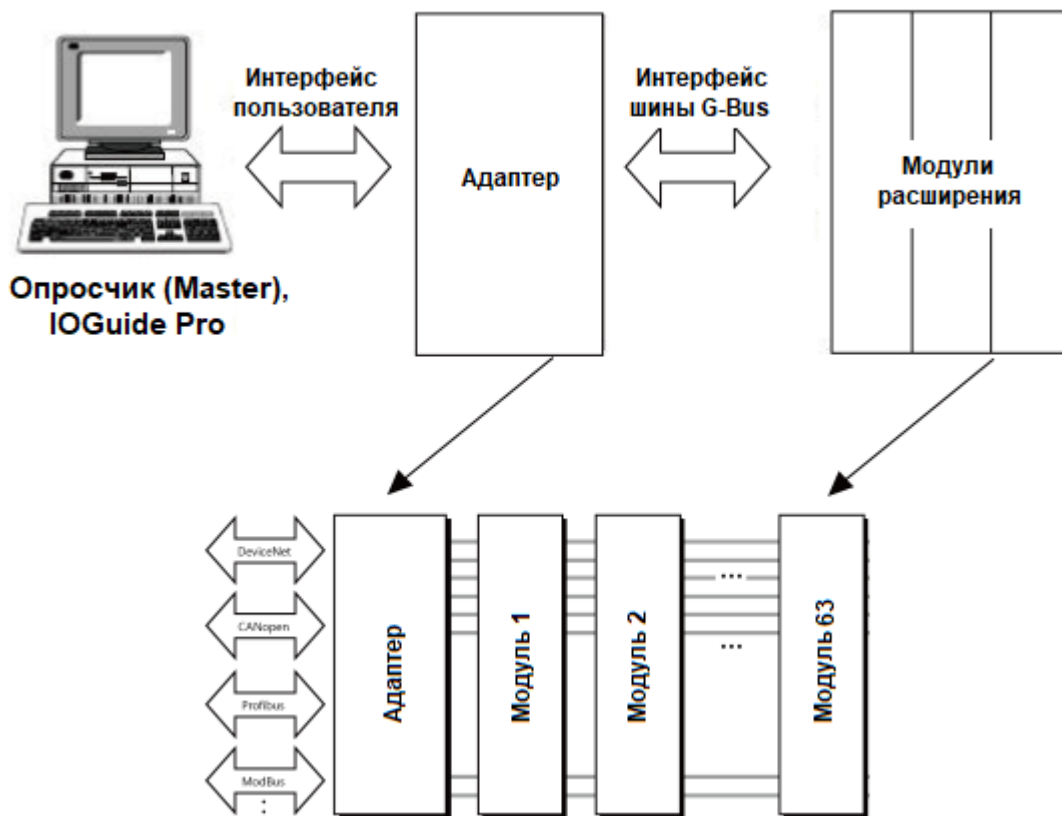 Интерфейс
пользователя
Интерфейс
шины G-Bus
Адаптер
Модули
расширения
Опросчик (Master),
IOGuide Pro
DeviceNet
CANopen
Profibus
ModBus
:
Адаптер
Модуль 1
Модуль 2
...
...
Модуль 63